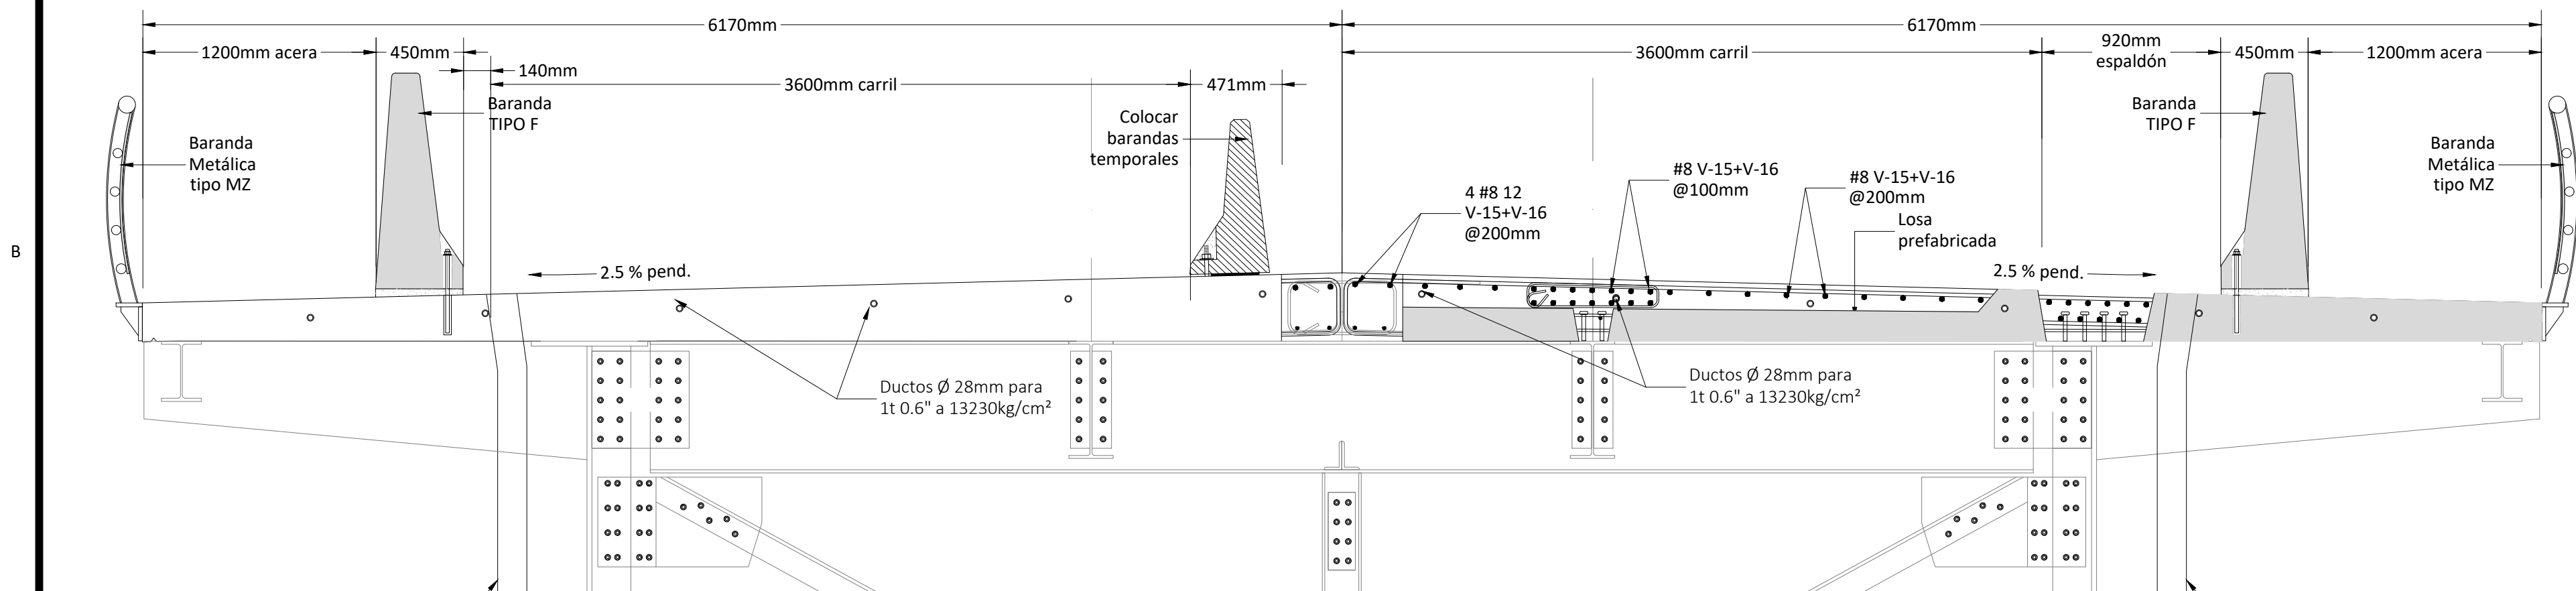 6170mm
6170mm
1200mm acera
450mm
3600mm carril
920mm
espaldón
450mm
1200mm acera
140mm
3600mm carril
471mm
Baranda
TIPO F
Colocar
barandas
temporales
Baranda
TIPO F
Baranda
Metálica
tipo MZ
Baranda
Metálica
tipo MZ
#8 V-15+V-16
@100mm
#8 V-15+V-16
@200mm
4 #8 12
V-15+V-16
@200mm
Losa
prefabricada
B
2.5 % pend.
2.5 % pend.
Ductos Ø 28mm para
1t 0.6" a 13230kg/cm²
Ductos Ø 28mm para
1t 0.6" a 13230kg/cm²